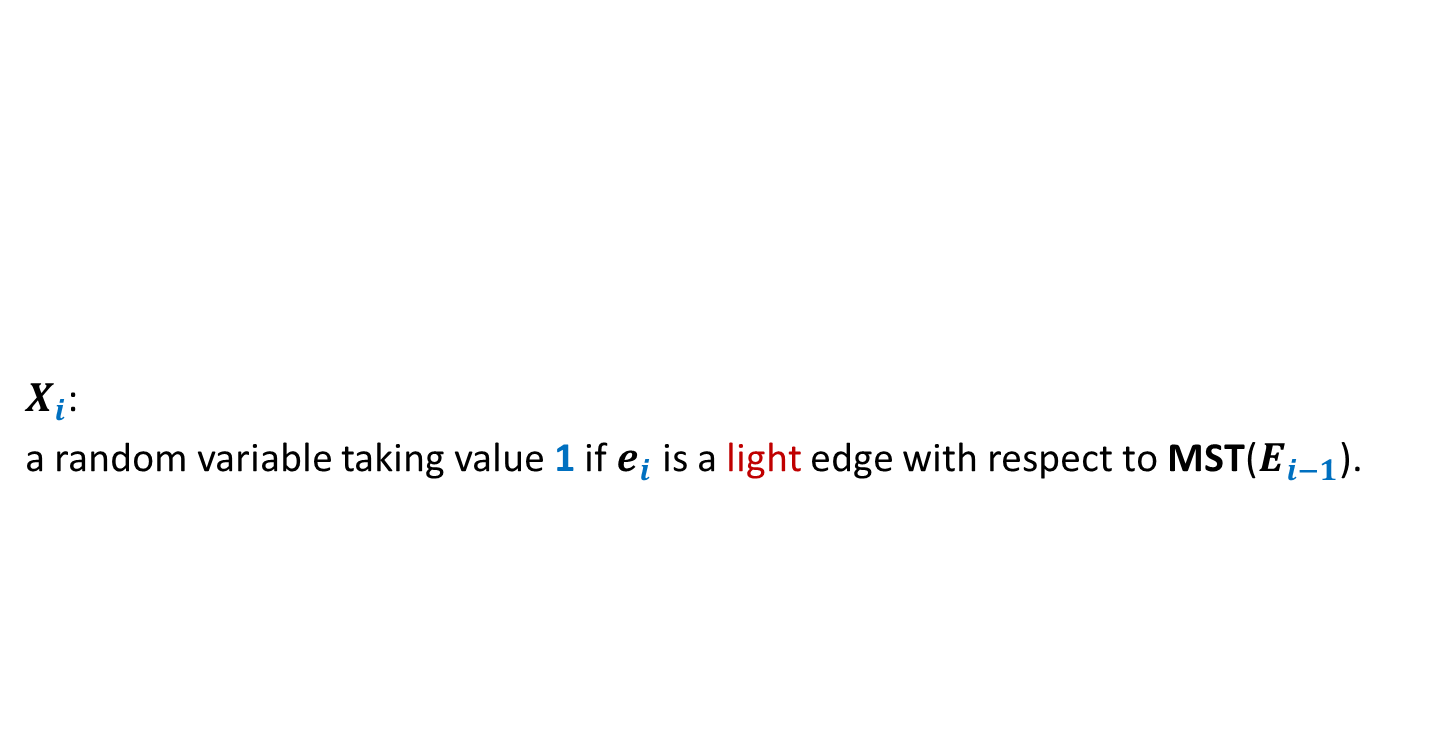 X_i:
a random variable taking value 1 if e_i is a light edge with respect to MST(E_{i−1}).